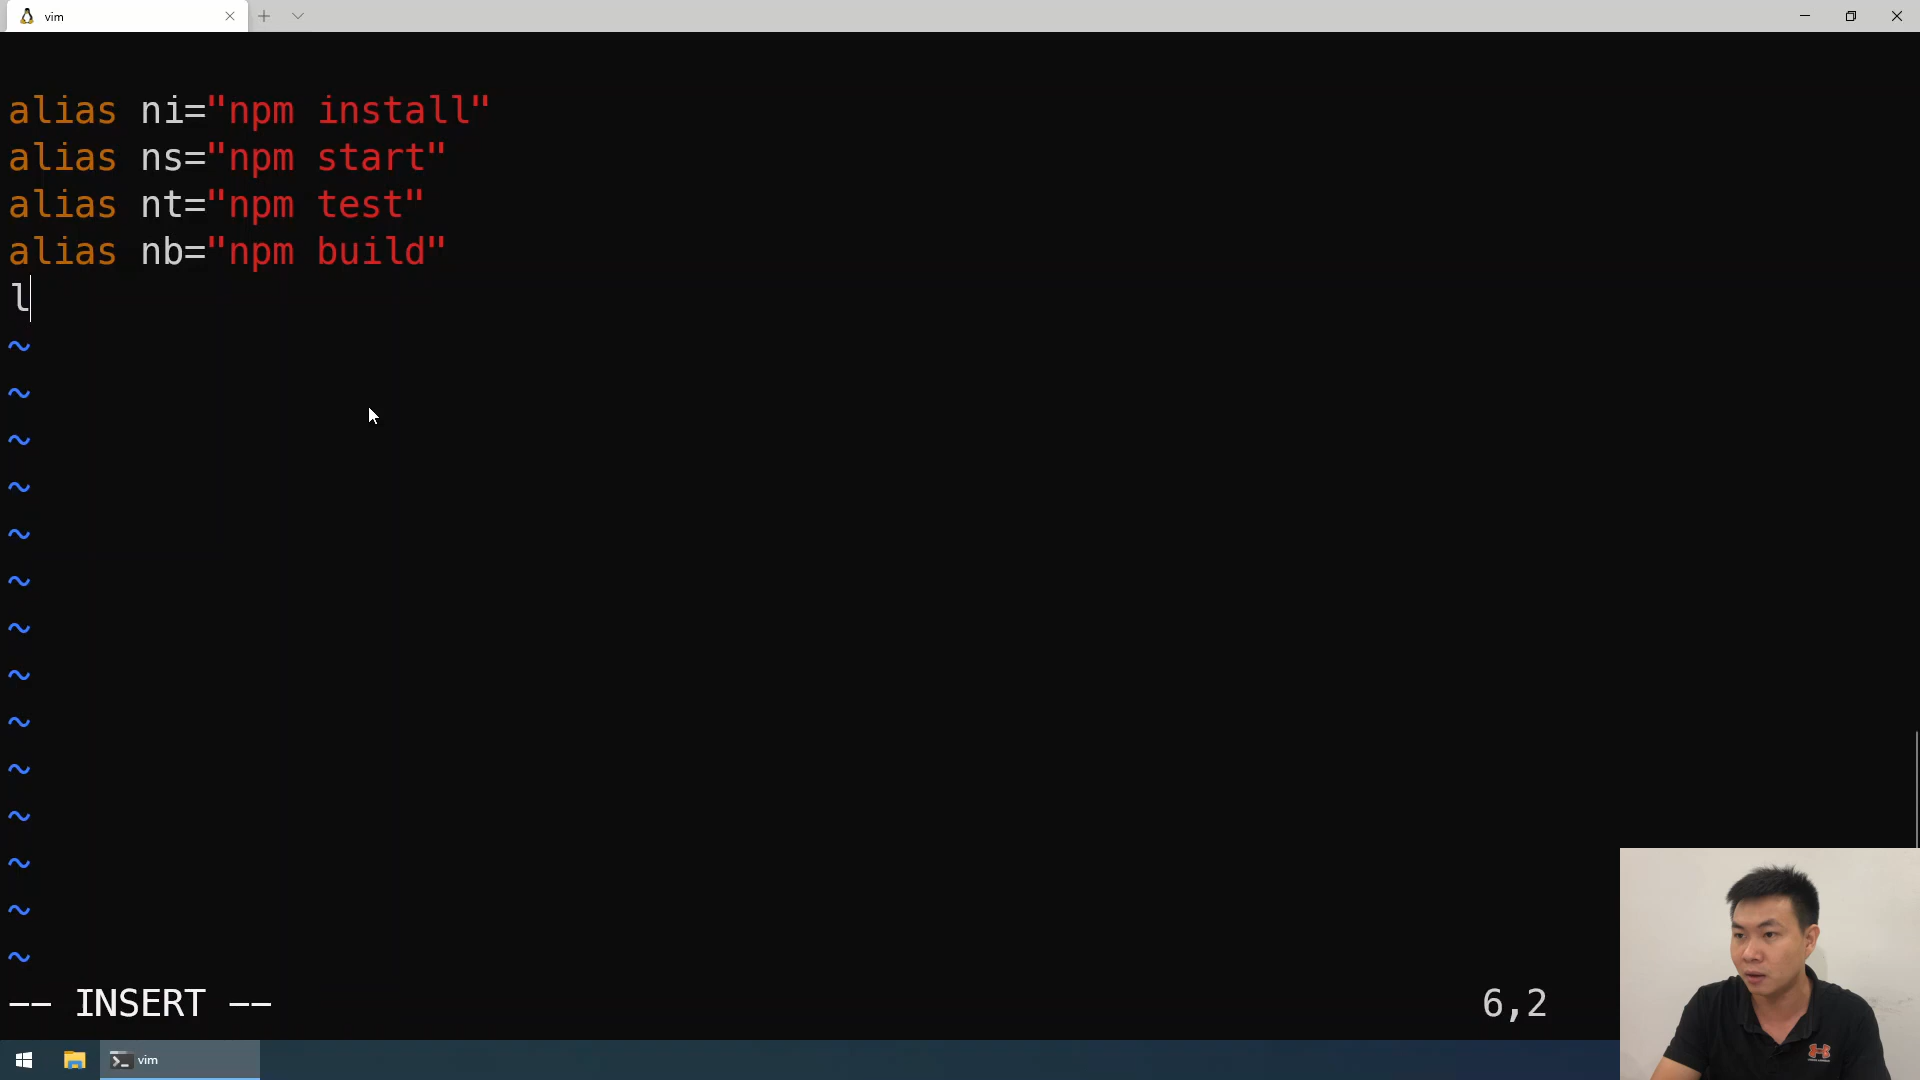 vim
alias ni="npm install"
alias ns="npm start"
alias nt="npm test"
alias nb="npm build"
l
~
~
~
~
~
~
~
~
~
~
~
~
~
~
-- INSERT --
6,2
vim